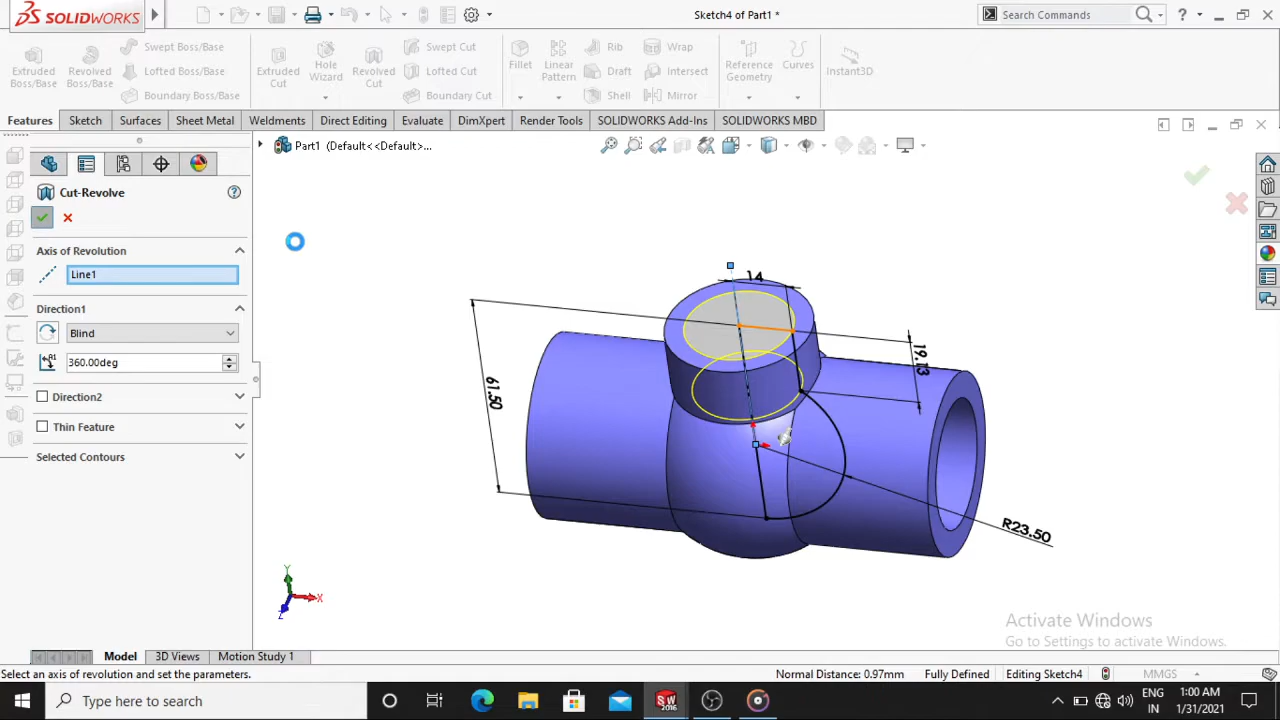 SOLIDWORKS
Sketch4 of Part1 *
Search Commands
Extruded Boss/Base
Revolved Boss/Base
Swept Boss/Base
Lofted Boss/Base
Boundary Boss/Base
Extruded Cut
Hole Wizard
Revolved Cut
Swept Cut
Lofted Cut
Boundary Cut
Fillet
Linear Pattern
Rib
Draft
Shell
Wrap
Intersect
Mirror
Reference Geometry
Curves
Instant3D
Features
Sketch
Surfaces
Sheet Metal
Weldments
Direct Editing
Evaluate
DimXpert
Render Tools
SOLIDWORKS Add-Ins
SOLIDWORKS MBD
Part1 (Default<<Default>...
Cut-Revolve
Axis of Revolution
Line1
Direction1
Blind
360.00deg
Direction2
Thin Feature
Selected Contours
14
19.13
61.50
R23.50
Y
X
Z
Activate Windows
Go to Settings to activate Windows.
Model
3D Views
Motion Study 1
Select an axis of revolution and set the parameters.
Normal Distance: 0.97mm
Fully Defined
Editing Sketch4
MMGS
Type here to search
SW
2016
ENG
IN
1:00 AM
1/31/2021